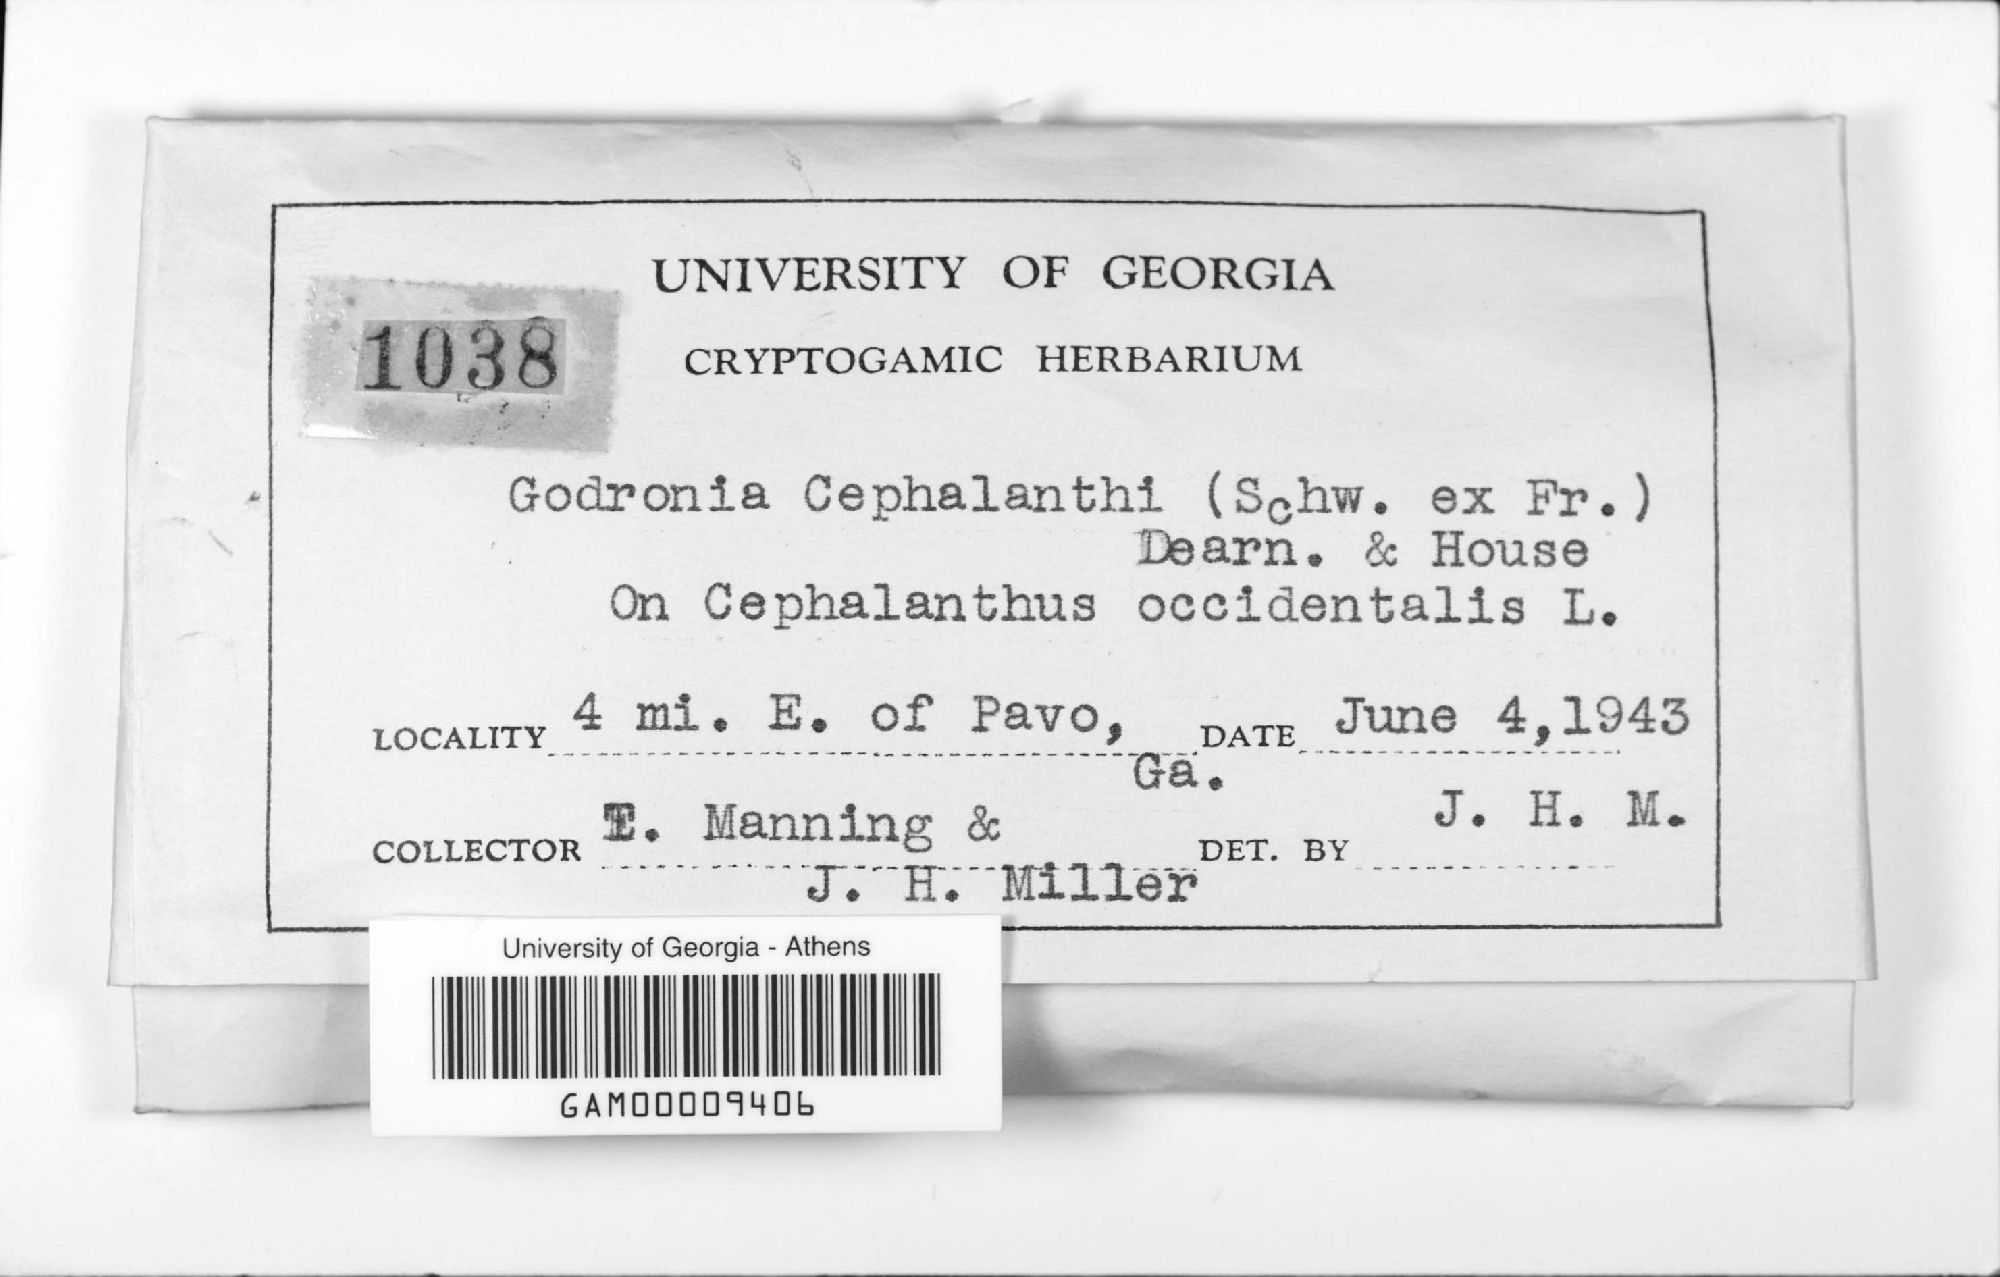 UNIVERSITY OF GEORGIA
1038
CRYPTOGAMIC HERBARIUM
Godronia Cephalanthi (Schw. ex Fr.)
Dearn. & House
On Cephalanthus occidentalis L.
LOCALITY 4 mi. E. of Pavo, DATE June 4,1943
Ga.
COLLECTOR Manning & DET. BY J. H. M.
J. H. Miller
University of Georgia - Athens
GAM00009406